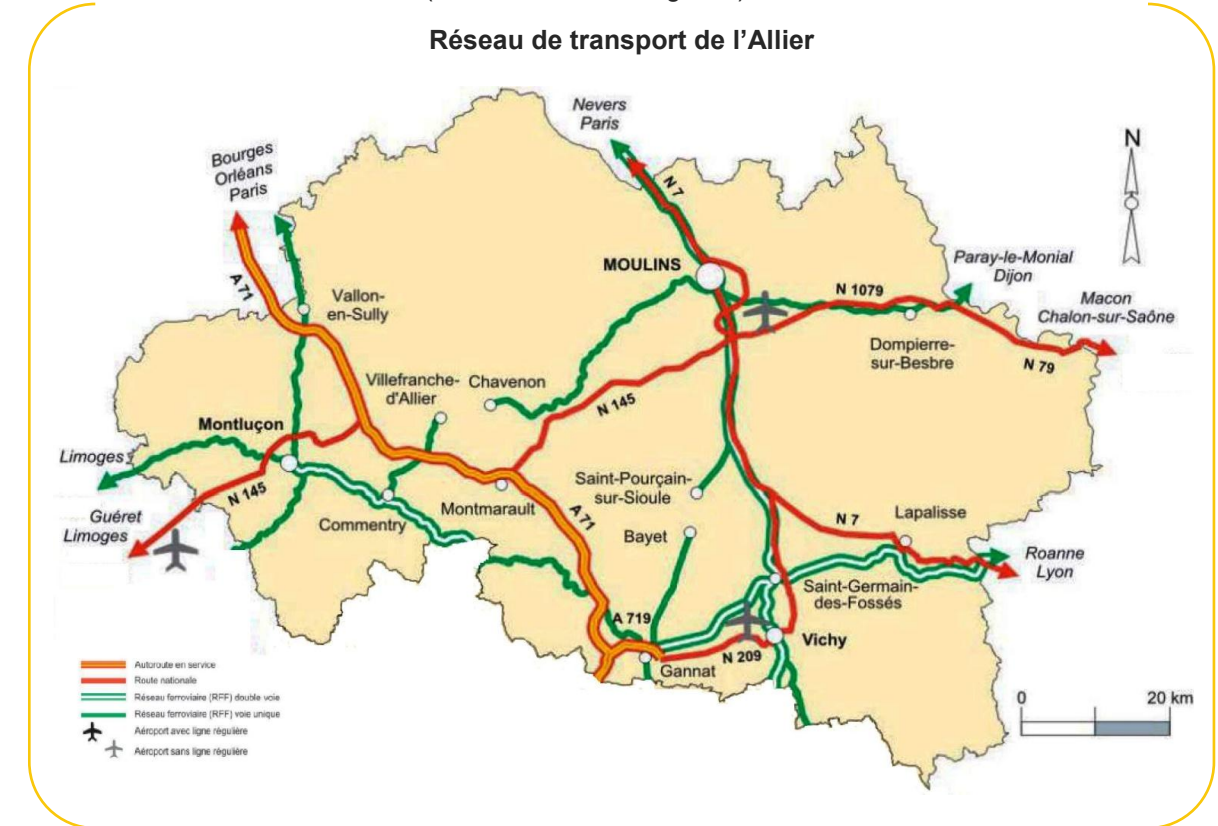 Réseau de transport de l'Allier
Nevers
Paris
N
Bourges
Orléans
Paris
N 7
A 71
MOULINS
Paray-le-Monial
Dijon
N 1079
Macon
Chalon-sur-Saône
Vallon-
en-Sully
Dompierre-
sur-Besbre
N 79
Villefranche-
d'Allier
Chavenon
N 145
Montluçon
Limoges
N 145
Saint-Pourçain-
sur-Sioule
Montmarault
A 71
Commentry
Guéret
Limoges
Bayet
N 7
Lapalisse
Roanne
Lyon
Saint-Germain-
des-Fossés
A 719
Vichy
N 209
Gannat
Autoroute en service
Route nationale
Réseau ferroviaire (RFF) double voie
Réseau ferroviaire (RFF) voie unique
Aéroport avec ligne régulière
Aéroport sans ligne régulière
0
20 km